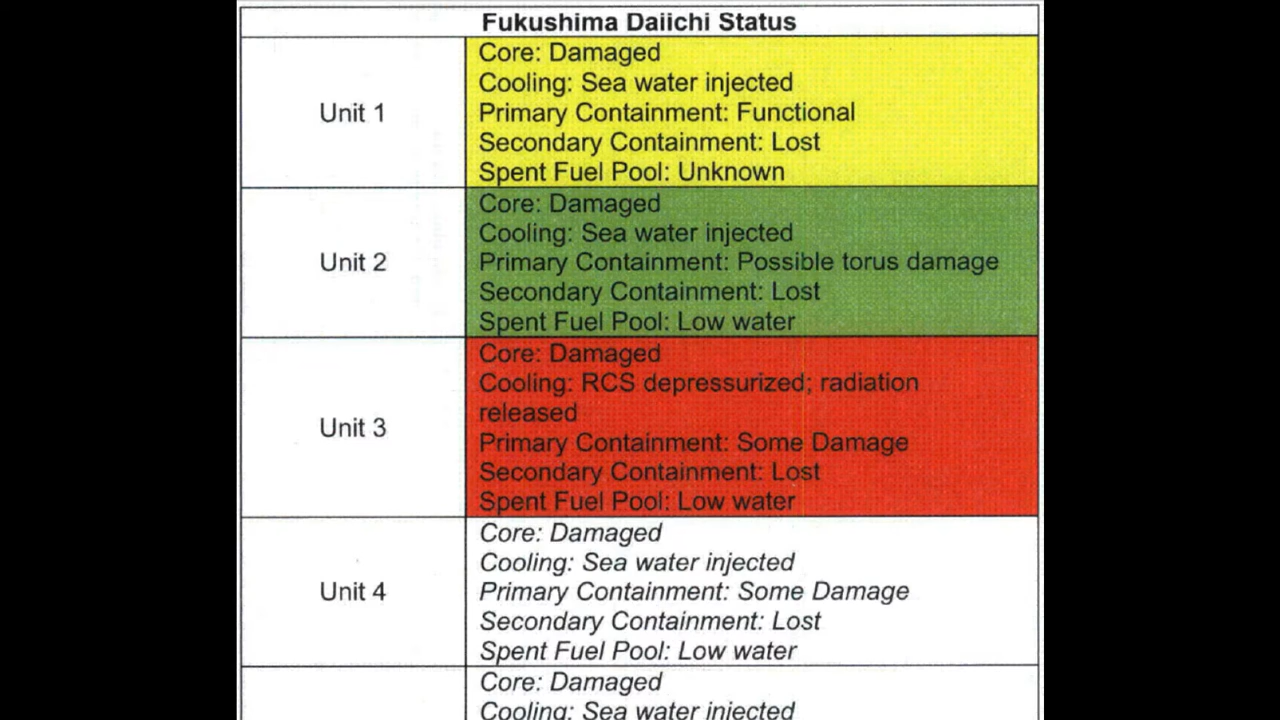 Fukushima Daiichi Status
Unit 1
Core: Damaged
Cooling: Sea water injected
Primary Containment: Functional
Secondary Containment: Lost
Spent Fuel Pool: Unknown
Unit 2
Core: Damaged
Cooling: Sea water injected
Primary Containment: Possible torus damage
Secondary Containment: Lost
Spent Fuel Pool: Low water
Unit 3
Core: Damaged
Cooling: RCS depressurized; radiation
released
Primary Containment: Some Damage
Secondary Containment: Lost
Spent Fuel Pool: Low water
Unit 4
Core: Damaged
Cooling: Sea water injected
Primary Containment: Some Damage
Secondary Containment: Lost
Spent Fuel Pool: Low water
Core: Damaged
Cooling: Sea water injected